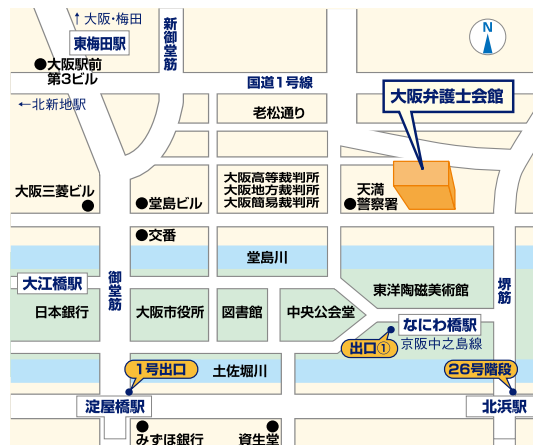 ↑大阪・梅田
東梅田駅
新御堂筋
N
●大阪駅前
第3ビル
国道1号線
←北新地駅
大阪弁護士会館
老松通り
大阪高等裁判所
大阪地方裁判所
大阪簡易裁判所
天満
●警察署
大阪三菱ビル
●堂島ビル
●交番
堂島川
大江橋駅
御堂筋
東洋陶磁美術館
堺筋
日本銀行
大阪市役所
図書館
中央公会堂
なにわ橋駅
京阪中之島線
出口①
1号出口
土佐堀川
26号階段
淀屋橋駅
北浜駅
みずほ銀行
資生堂